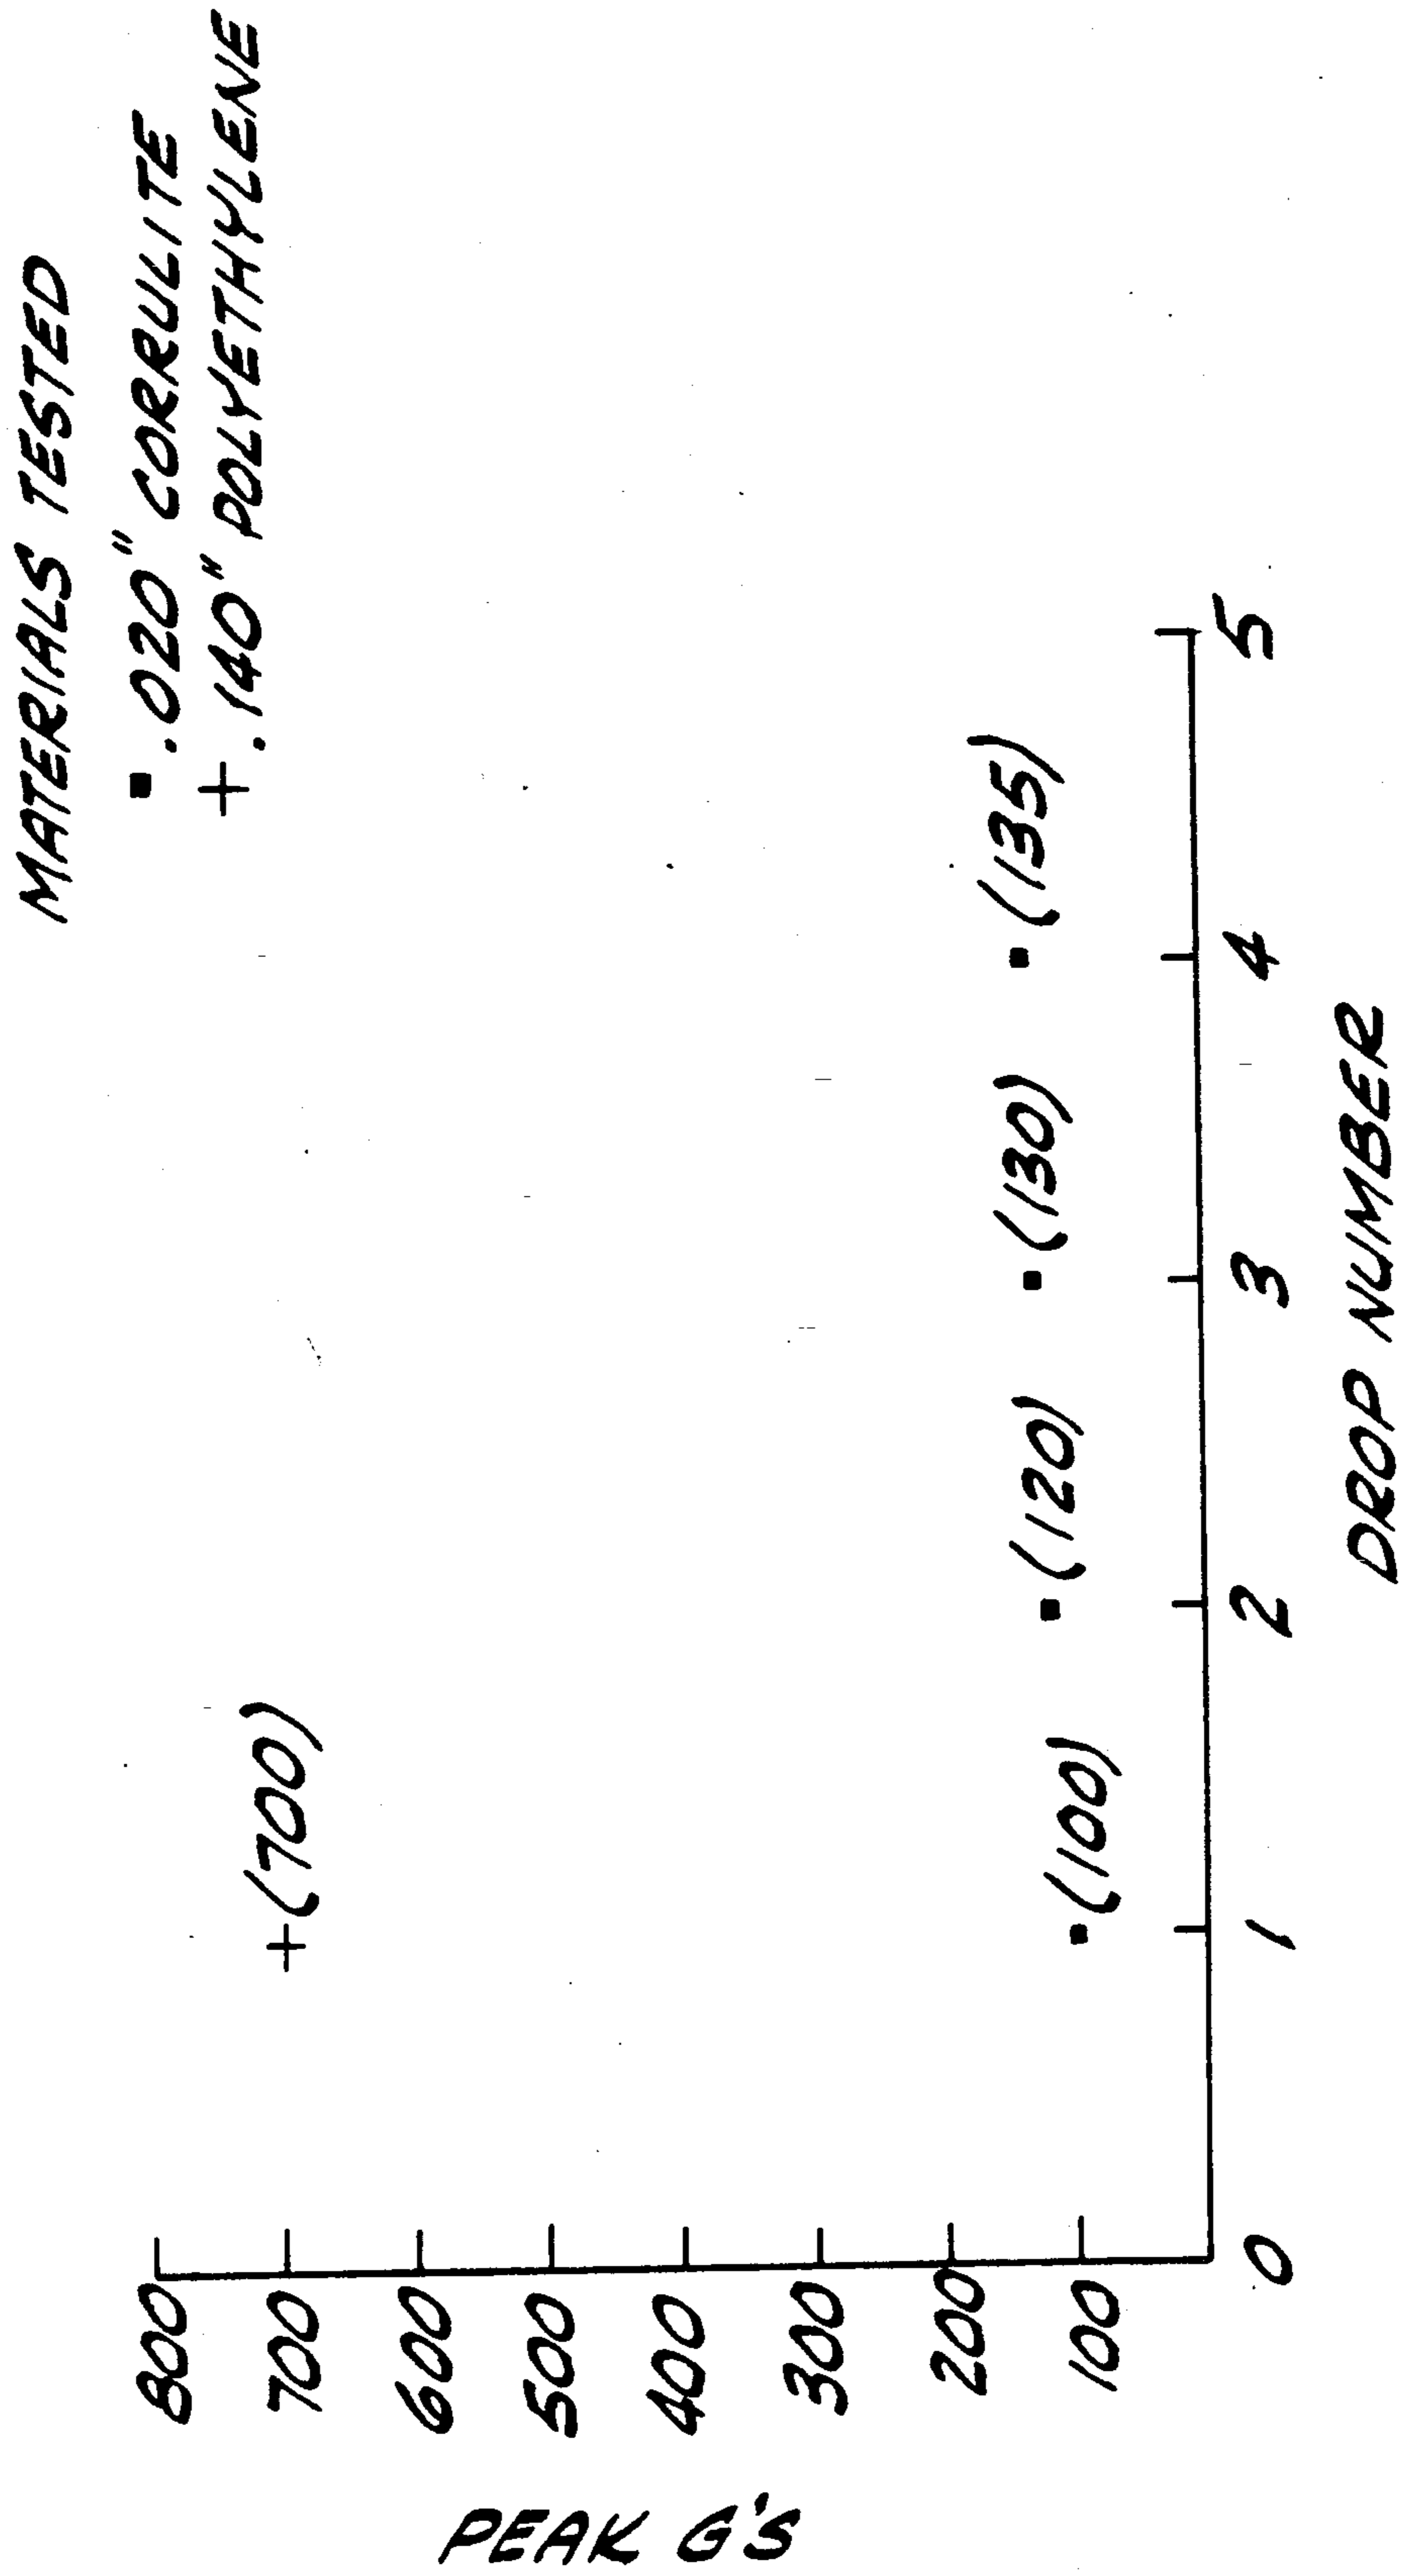 MATERIALS TESTED
▪ .020" CORRULITE
+ .140" POLYETHYLENE
PEAK G'S
800
700
600
500
400
300
200
100
+(700)
▪(100)
▪(120)
▪(130)
▪(135)
0 1 2 3 4 5
DROP NUMBER